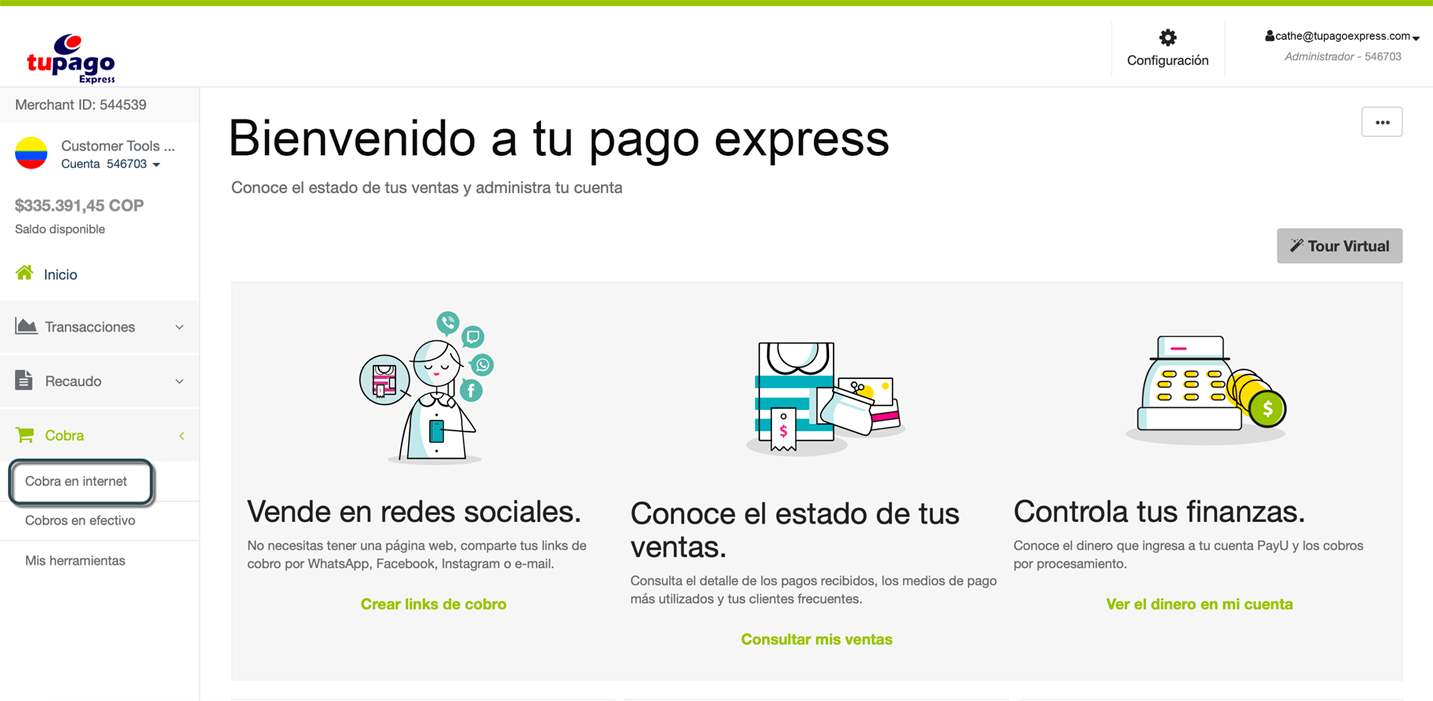 tupago
Express
Configuración
cathe@tupagoexpress.com
Administrador - 546703
Merchant ID: 544539
Customer Tools ...
Cuenta 546703
$335.391,45 COP
Saldo disponible
Inicio
Transacciones
Recaudo
Cobra
Cobra en internet
Cobros en efectivo
Mis herramientas
Bienvenido a tu pago express
...
Conoce el estado de tus ventas y administra tu cuenta
Tour Virtual
$
$
Vende en redes sociales.
No necesitas tener una página web, comparte tus links de
cobro por WhatsApp, Facebook, Instagram o e-mail.
Crear links de cobro
Conoce el estado de tus
ventas.
Consulta el detalle de los pagos recibidos, los medios de pago
más utilizados y tus clientes frecuentes.
Consultar mis ventas
Controla tus finanzas.
Conoce el dinero que ingresa a tu cuenta PayU y los cobros
por procesamiento.
Ver el dinero en mi cuenta